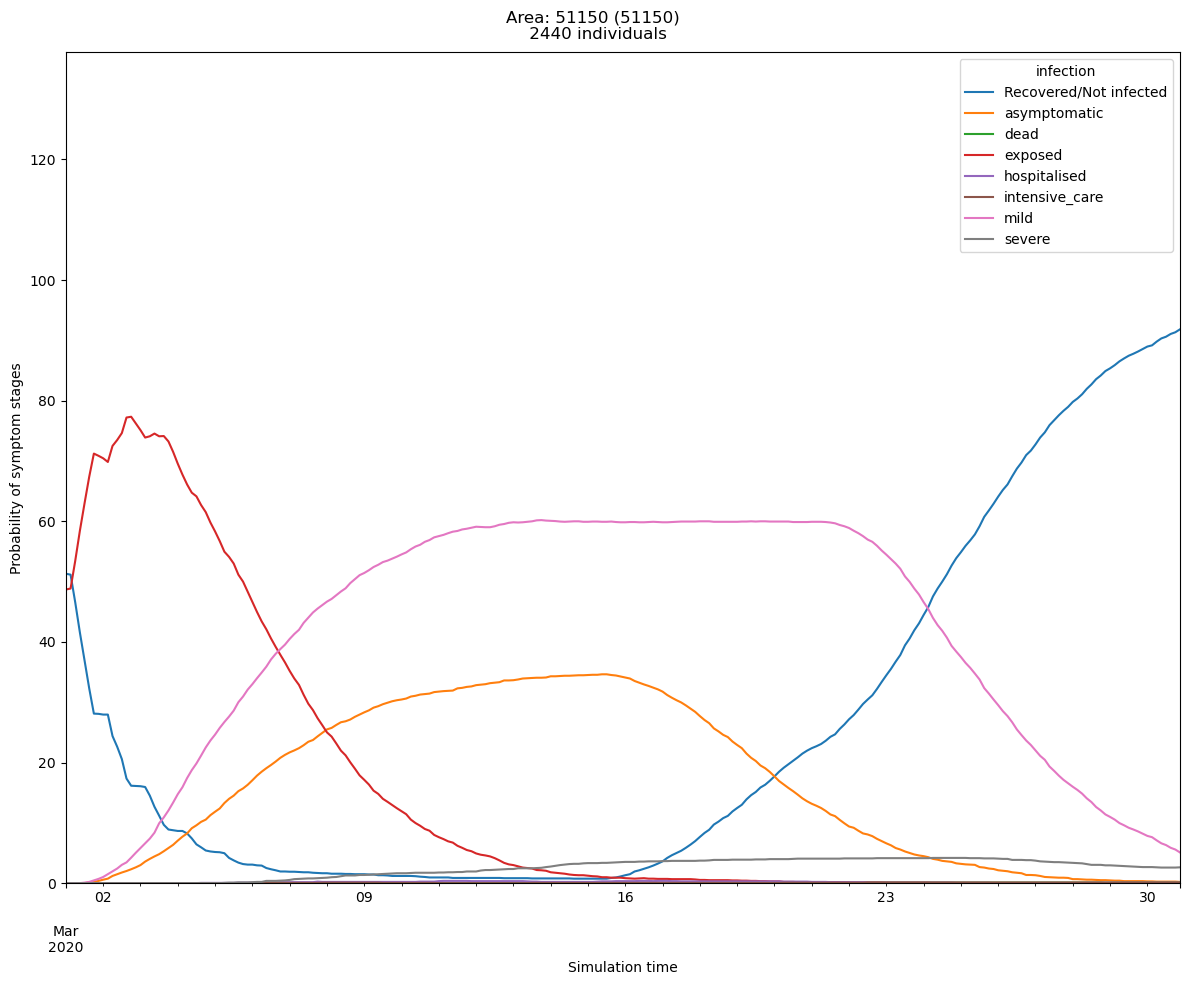 Area: 51150 (51150)
2440 individuals
infection
Recovered/Not infected
asymptomatic
dead
exposed
hospitalised
intensive_care
mild
severe
Probability of symptom stages
120
100
80
60
40
20
0
02
09
16
23
30
Mar
2020
Simulation time